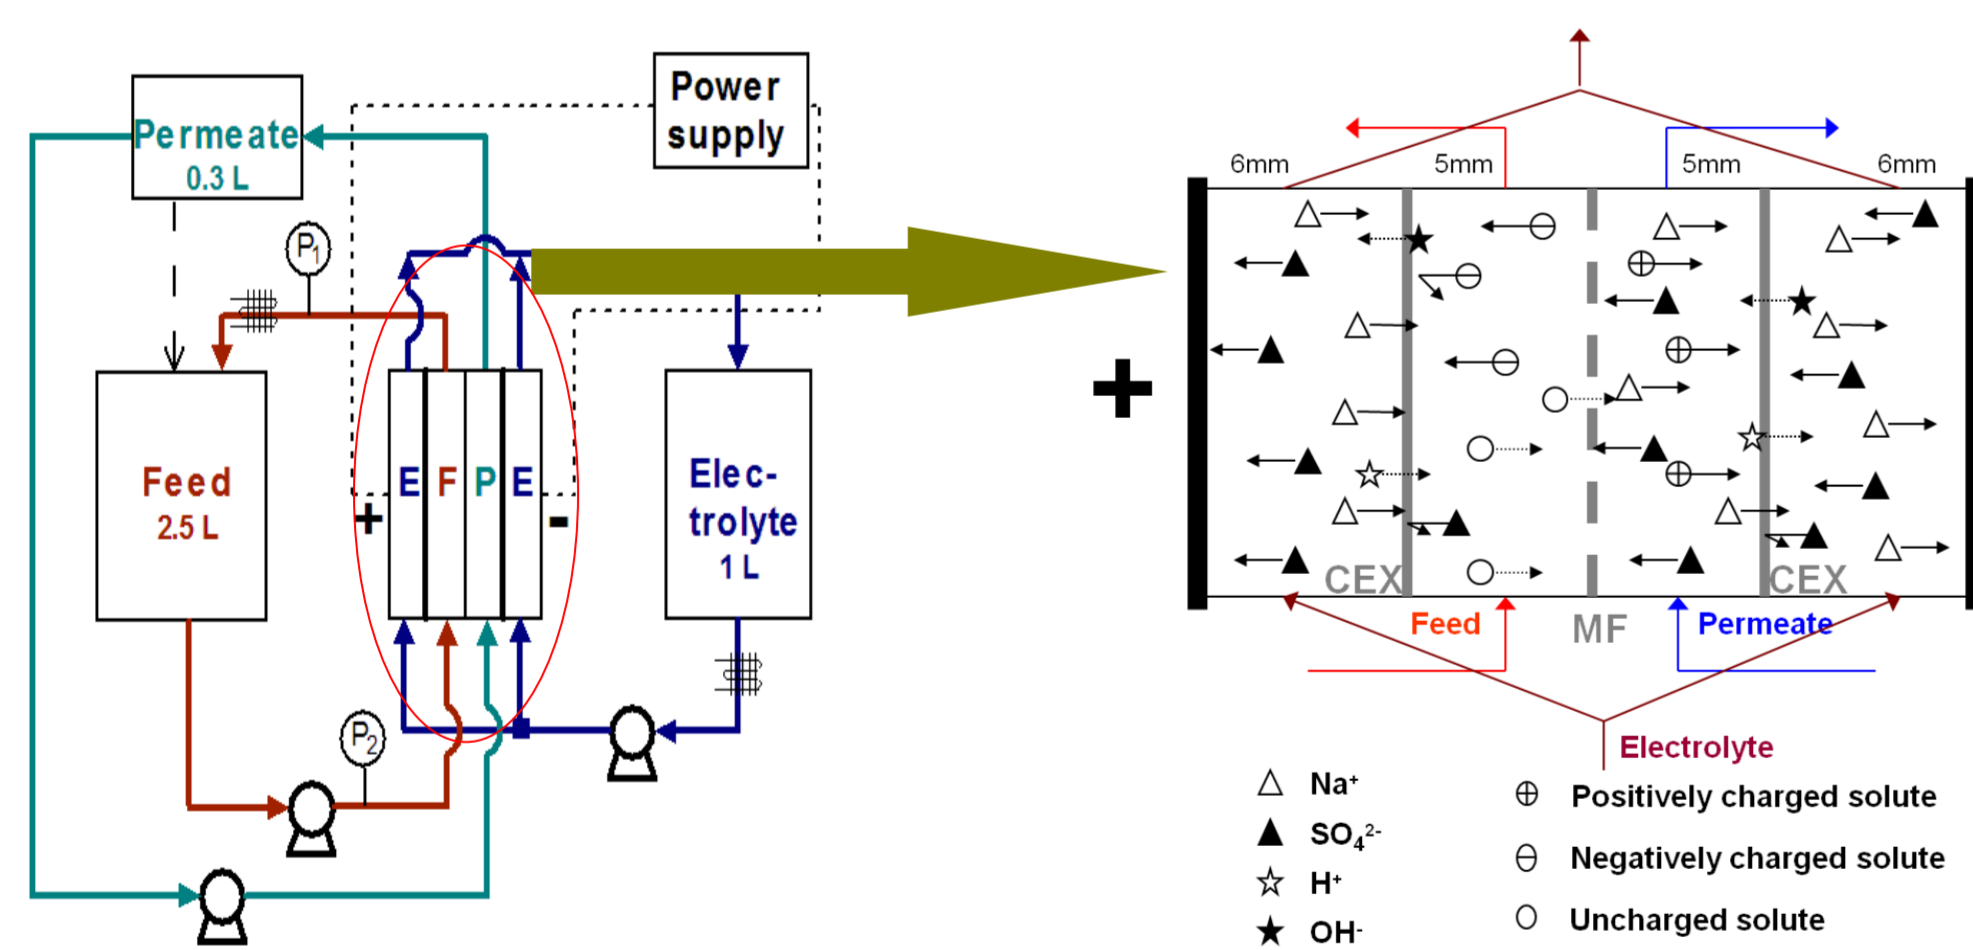 Power
supply
Permeate
0.3 L
P1
Feed
2.5 L
E F P E
+
-
Elec-
trolyte
1 L
P2
6mm
5mm
5mm
6mm
+
CEX
CEX
Feed
MF
Permeate
Electrolyte
Na+
SO42-
H+
OH-
Positively charged solute
Negatively charged solute
Uncharged solute